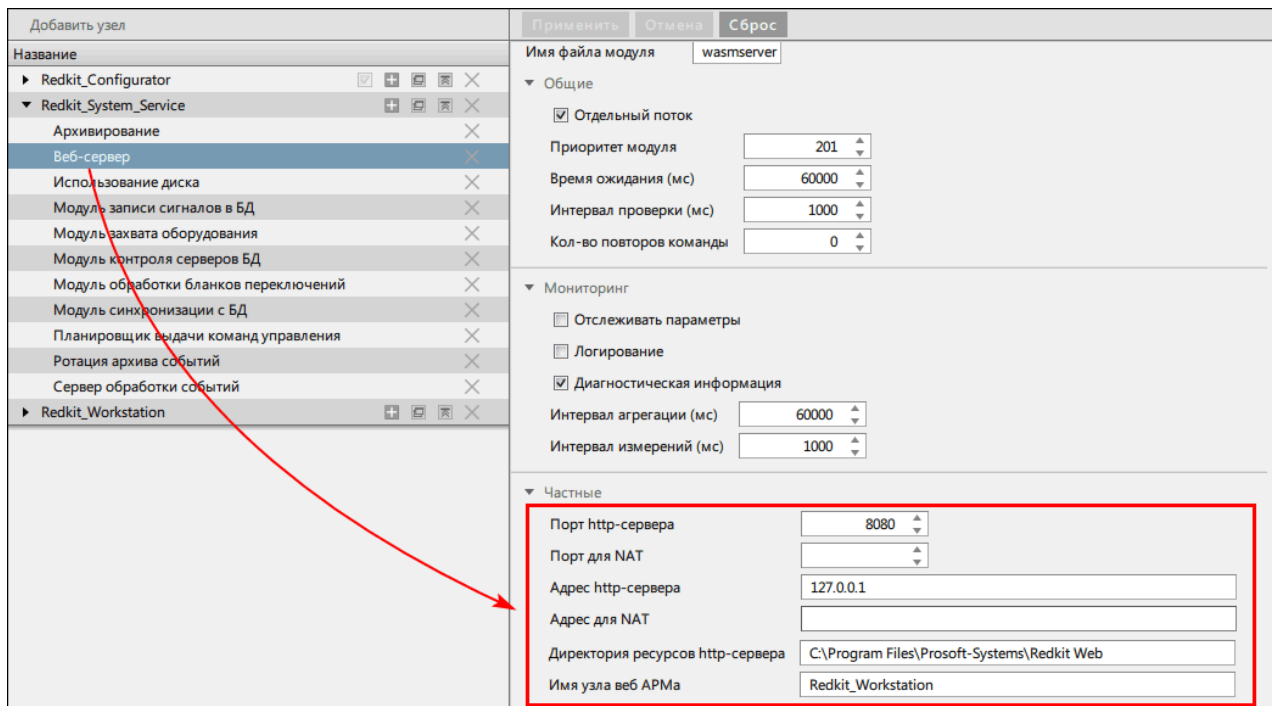 Добавить узел
Название
Redkit_Configurator
Redkit_System_Service
Архивирование
Веб-сервер
Использование диска
Модуль записи сигналов в БД
Модуль захвата оборудования
Модуль контроля серверов БД
Модуль обработки бланков переключений
Модуль синхронизации с БД
Планировщик выдачи команд управления
Ротация архива событий
Сервер обработки событий
Redkit_Workstation
Применить Отмена Сброс
Имя файла модуля wasmserver
Общие
Отдельный поток
Приоритет модуля 201
Время ожидания (мс) 60000
Интервал проверки (мс) 1000
Кол-во повторов команды 0
Мониторинг
Отслеживать параметры
Логирование
Диагностическая информация
Интервал агрегации (мс) 60000
Интервал измерений (мс) 1000
Частные
Порт http-сервера 8080
Порт для NAT
Адрес http-сервера 127.0.0.1
Адрес для NAT
Директория ресурсов http-сервера C:\Program Files\Prosoft-Systems\Redkit Web
Имя узла веб АРМа Redkit_Workstation